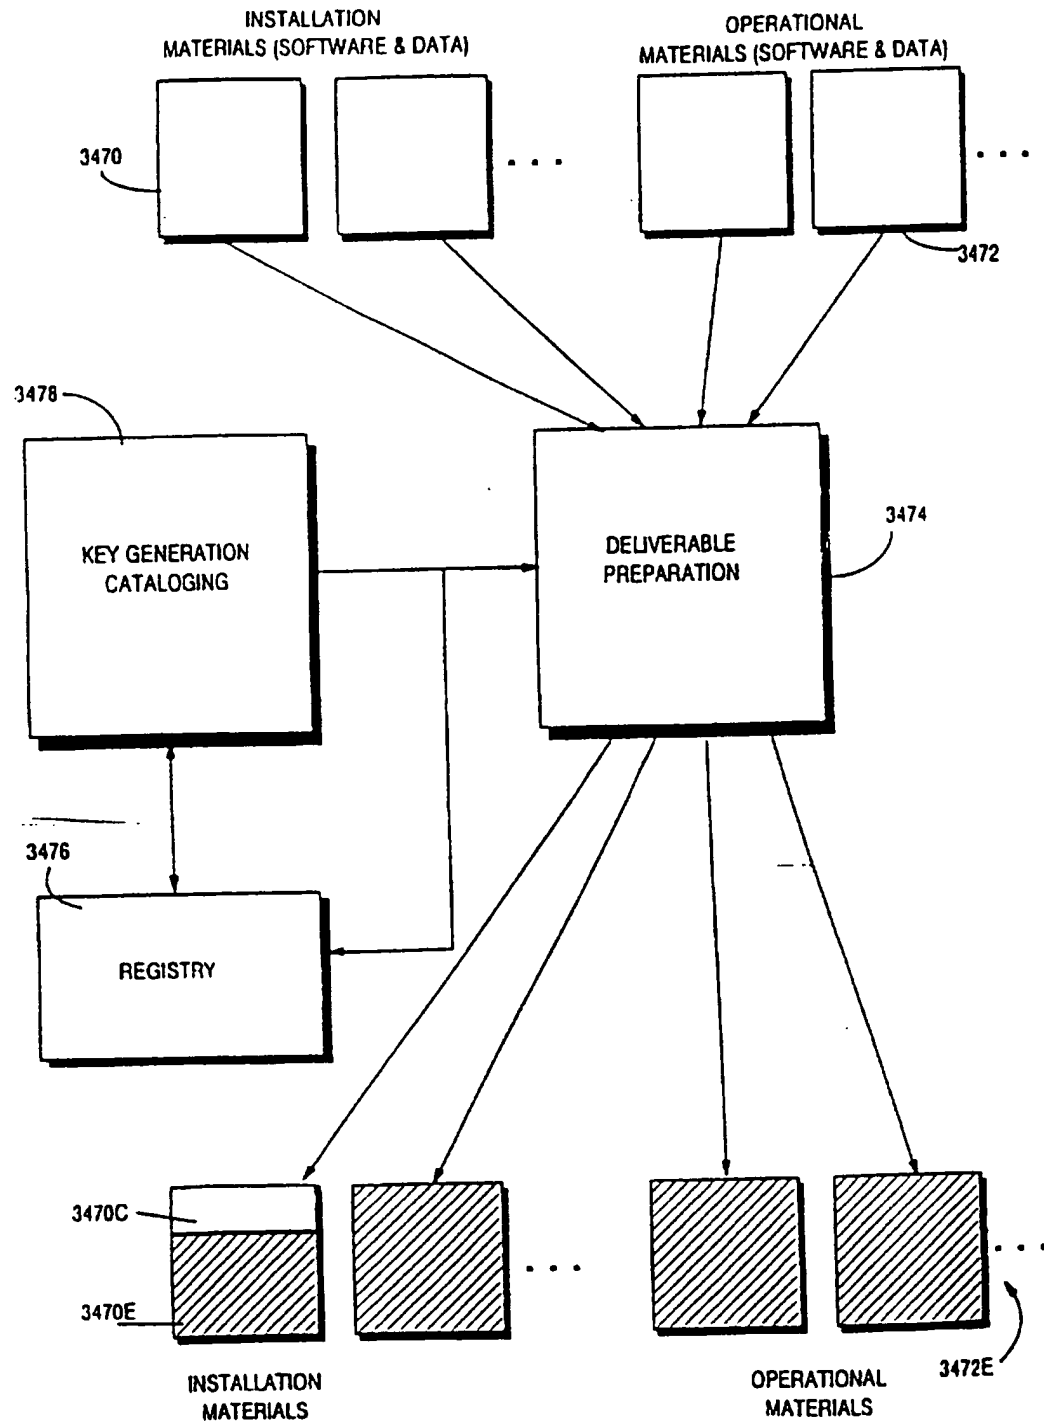 INSTALLATION
MATERIALS (SOFTWARE & DATA)
OPERATIONAL
MATERIALS (SOFTWARE & DATA)
3470
. . .
. . .
3472
3478
KEY GENERATION
CATALOGING
DELIVERABLE
PREPARATION
3474
3476
REGISTRY
3470C
3470E
. . .
. . .
3472E
INSTALLATION
MATERIALS
OPERATIONAL
MATERIALS